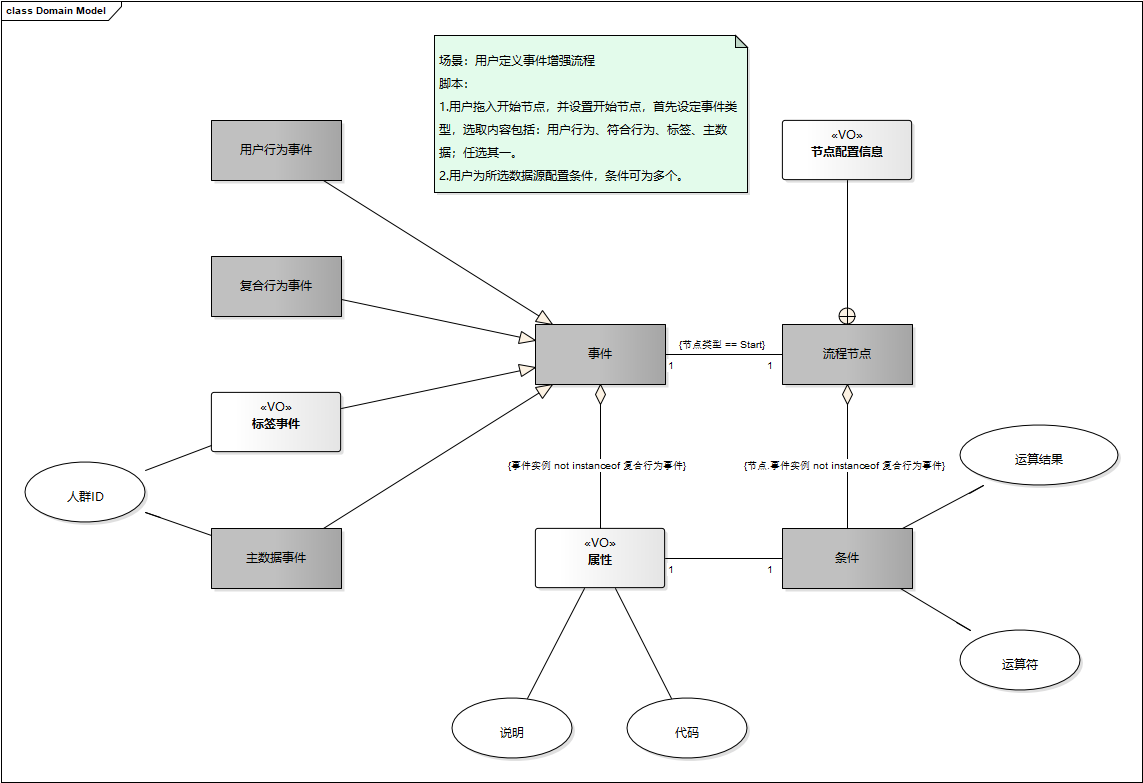 class Domain Model
场景：用户定义事件增强流程
脚本：
1.用户拖入开始节点，并设置开始节点，首先设定事件类
型，选取内容包括：用户行为、符合行为、标签、主数
据；任选其一。
2.用户为所选数据源配置条件，条件可为多个。
用户行为事件
«VO»
节点配置信息
复合行为事件
事件
{节点类型 == Start}
1
1
流程节点
«VO»
标签事件
人群ID
{事件实例 not instanceof 复合行为事件}
{节点.事件实例 not instanceof 复合行为事件}
运算结果
主数据事件
«VO»
属性
1
1
条件
运算符
说明
代码